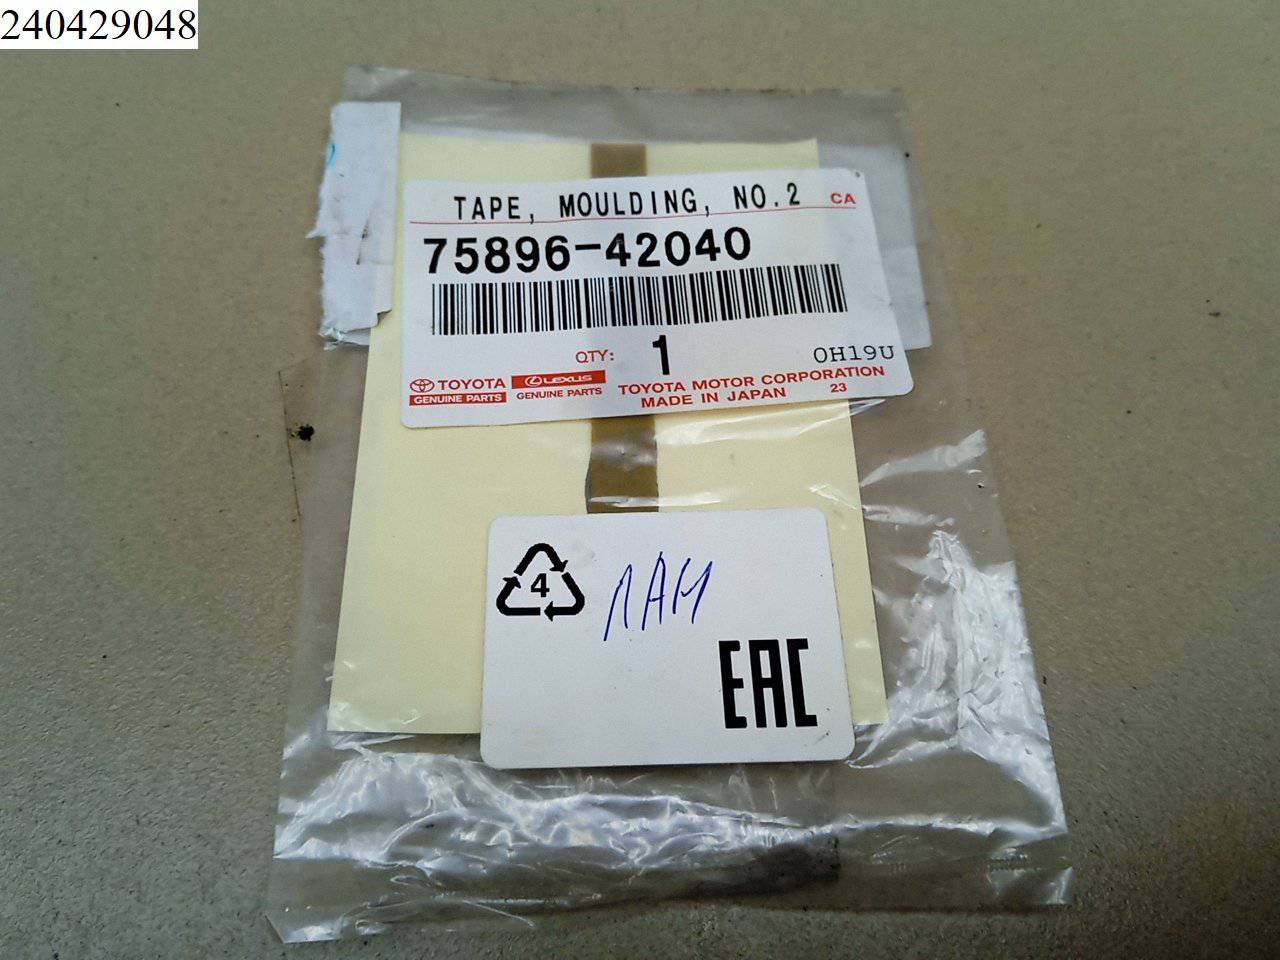 240429048
TAPE, MOULDING, NO.2 CA
75896-42040
QTY: 1 0H19U
TOYOTA LEXUS TOYOTA MOTOR CORPORATION
GENUINE PARTS GENUINE PARTS MADE IN JAPAN 23
4
ЛАН
EAC